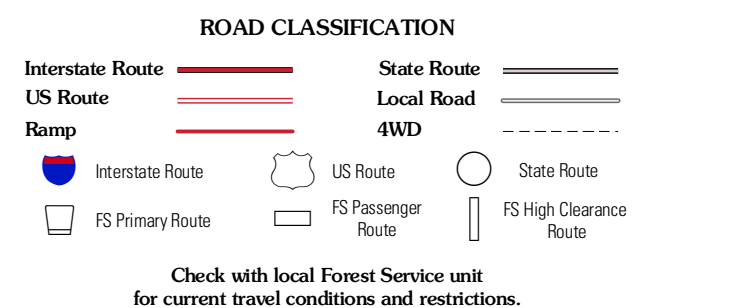 ROAD CLASSIFICATION
Interstate Route
State Route
US Route
Local Road
Ramp
4WD
Interstate Route
US Route
State Route
FS Primary Route
FS Passenger
Route
FS High Clearance
Route
Check with local Forest Service unit
for current travel conditions and restrictions.